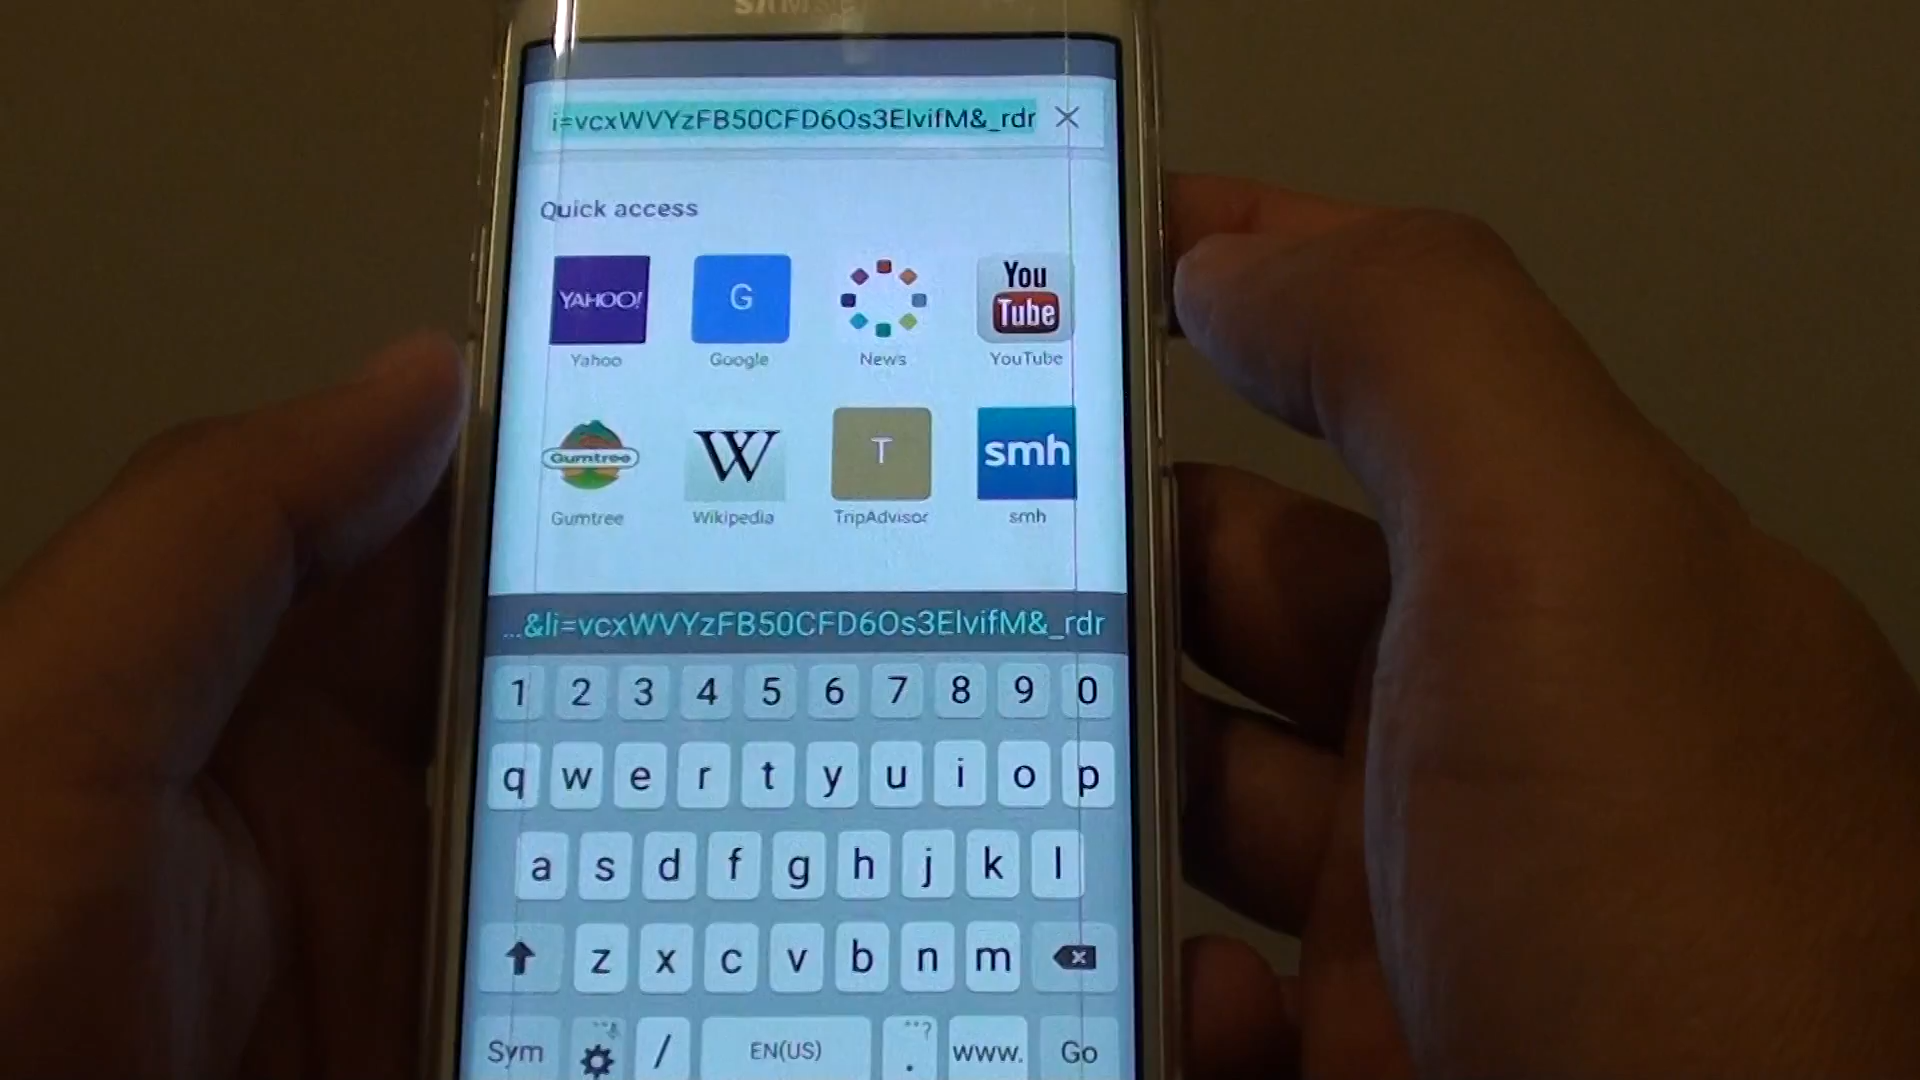 SAMSUNG
i=vcxWVYzFB50CFD6Os3ElvifM&_rdr
Quick access
YAHOO! G You Tube
Yahoo Google News YouTube
Gumtree W T smh
Gumtree Wikipedia TripAdvisor smh
...&li=vcxWVYzFB50CFD6Os3ElvifM&_rdr
1 2 3 4 5 6 7 8 9 0
q w e r t y u i o p
a s d f g h j k l
z x c v b n m
Sym / EN(US) . www. Go